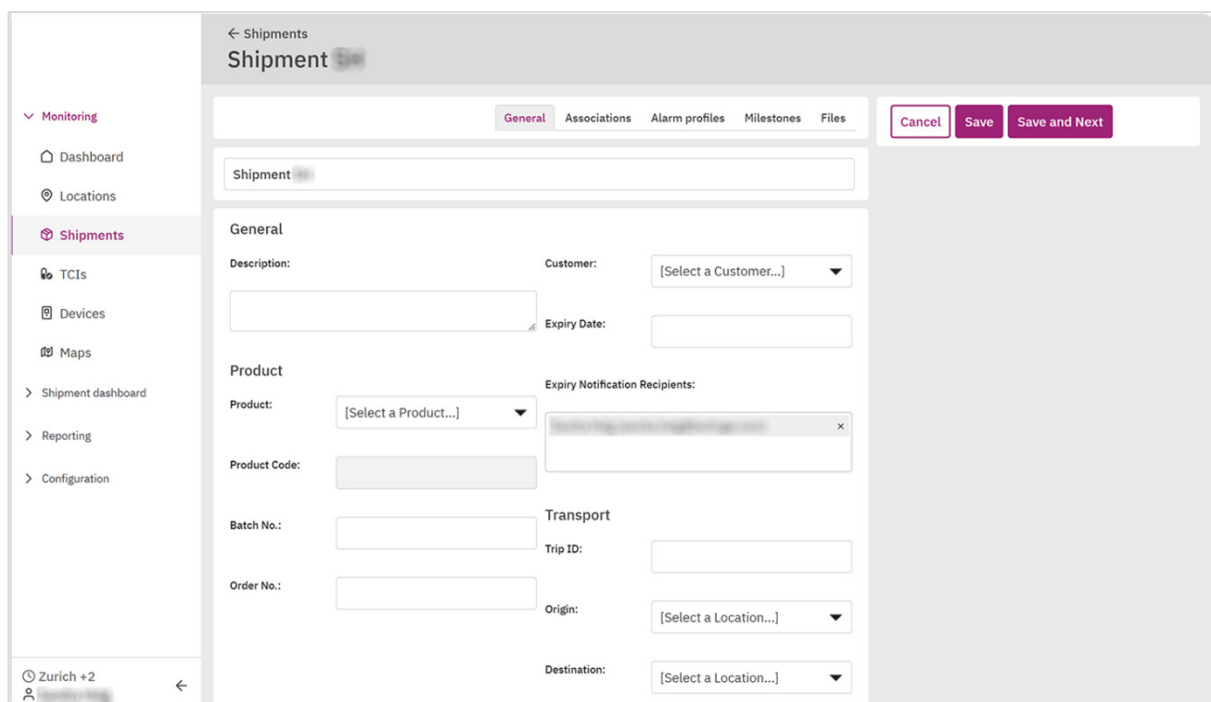 ← Shipments
Shipment
Monitoring
Dashboard
Locations
Shipments
TCIs
Devices
Maps
Shipment dashboard
Reporting
Configuration
Zurich +2
General Associations Alarm profiles Milestones Files
Cancel Save Save and Next
Shipment
General
Description:
Customer: [Select a Customer...]
Expiry Date:
Product
Product: [Select a Product...]
Product Code:
Batch No.:
Order No.:
Expiry Notification Recipients:
×
Transport
Trip ID:
Origin: [Select a Location...]
Destination: [Select a Location...]